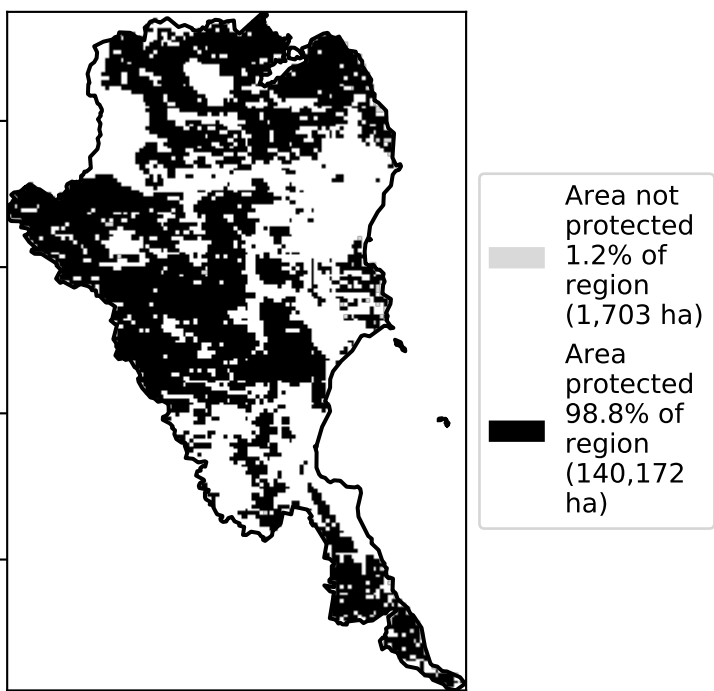 Area not
protected
1.2% of
region
(1,703 ha)
Area
protected
98.8% of
region
(140,172
ha)